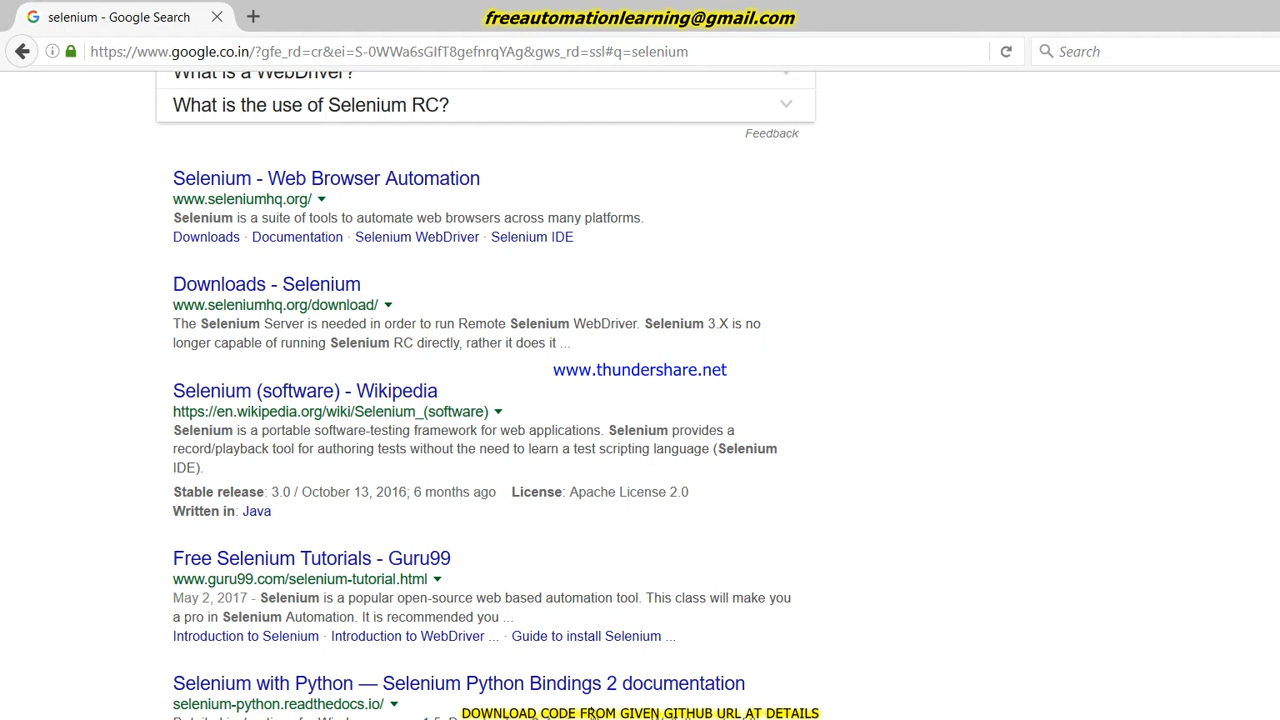 selenium - Google Search
freeautomationlearning@gmail.com
https://www.google.co.in/?gfe_rd=cr&ei=S-0WWa6sGIfT8gefnrqYAg&gws_rd=ssl#q=selenium
Search
What is a WebDriver?
What is the use of Selenium RC?
Feedback
Selenium - Web Browser Automation
www.seleniumhq.org/
Selenium is a suite of tools to automate web browsers across many platforms.
Downloads · Documentation · Selenium WebDriver · Selenium IDE
Downloads - Selenium
www.seleniumhq.org/download/
The Selenium Server is needed in order to run Remote Selenium WebDriver. Selenium 3.X is no
longer capable of running Selenium RC directly, rather it does it ...
www.thundershare.net
Selenium (software) - Wikipedia
https://en.wikipedia.org/wiki/Selenium_(software)
Selenium is a portable software-testing framework for web applications. Selenium provides a
record/playback tool for authoring tests without the need to learn a test scripting language (Selenium
IDE).
Stable release: 3.0 / October 13, 2016; 6 months ago License: Apache License 2.0
Written in: Java
Free Selenium Tutorials - Guru99
www.guru99.com/selenium-tutorial.html
May 2, 2017 - Selenium is a popular open-source web based automation tool. This class will make you
a pro in Selenium Automation. It is recommended you ...
Introduction to Selenium · Introduction to WebDriver ... · Guide to install Selenium ...
Selenium with Python — Selenium Python Bindings 2 documentation
selenium-python.readthedocs.io/
DOWNLOAD CODE FROM GIVEN GITHUB URL AT DETAILS